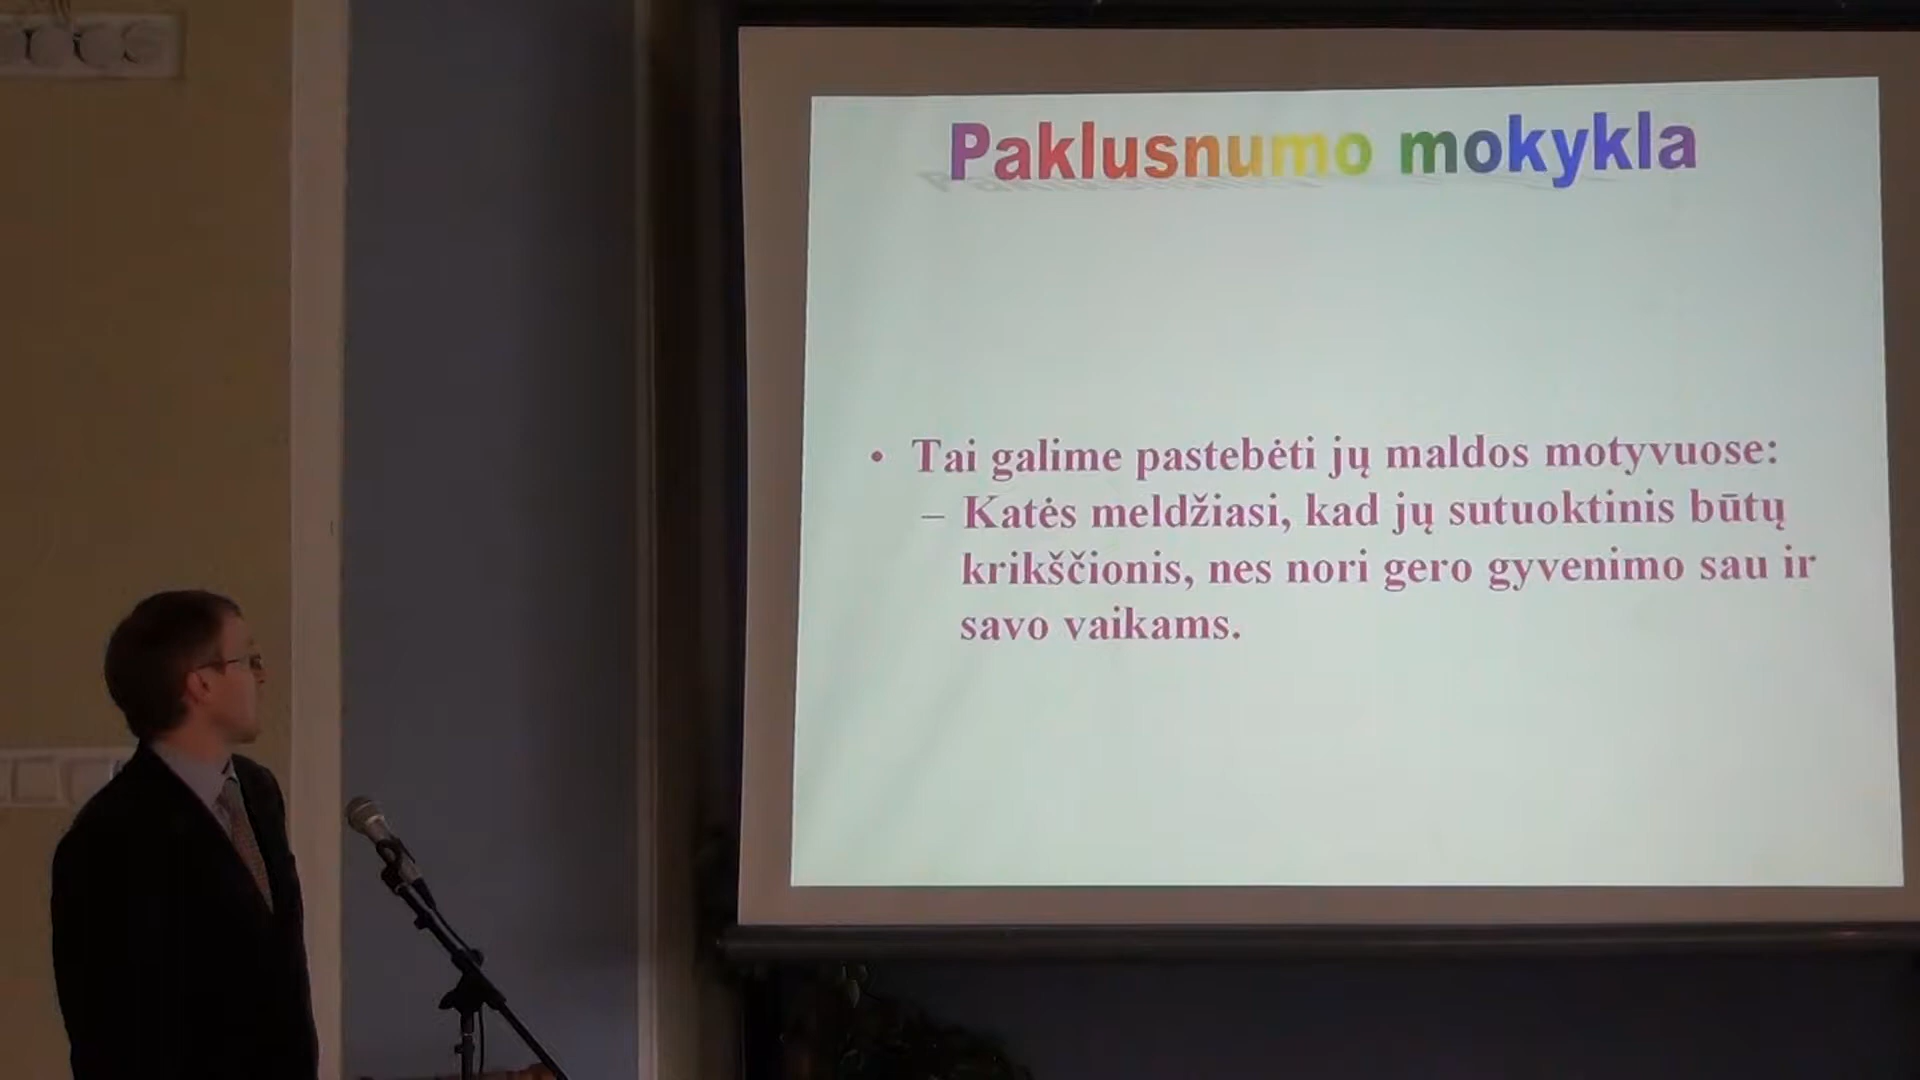 Paklusnumo mokykla
• Tai galime pastebėti jų maldos motyvuose:
– Katės meldžiasi, kad jų sutuoktinis būtų
krikščionis, nes nori gero gyvenimo sau ir
savo vaikams.